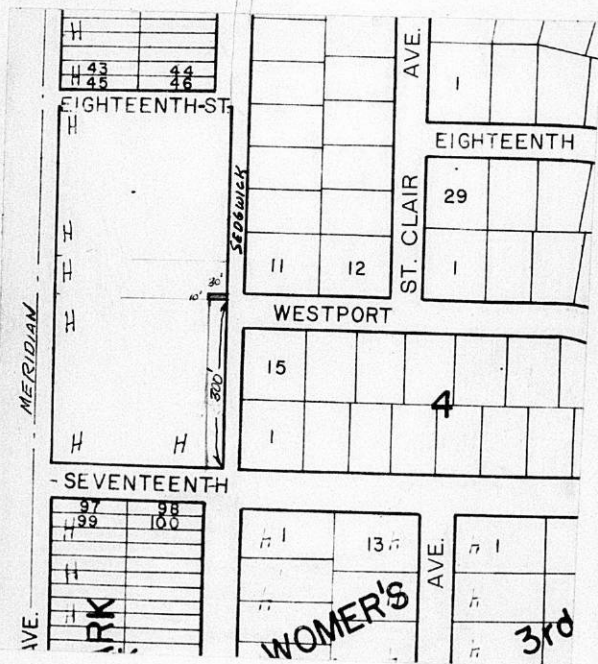 H
H 43 44
H 45 46
EIGHTEENTH-ST.
H
H
H
H
H H
MERIDIAN
AVE.
SEDGWICK
30'
10'
300'
11 12
AVE.
ST. CLAIR
1
EIGHTEENTH
29
1
WESTPORT
15
4
1
- SEVENTEENTH
97 98
H 99 100
H
H
ARK
h 1 13 h
h h
h
WOMER'S
AVE.
h 1
h
h
3rd